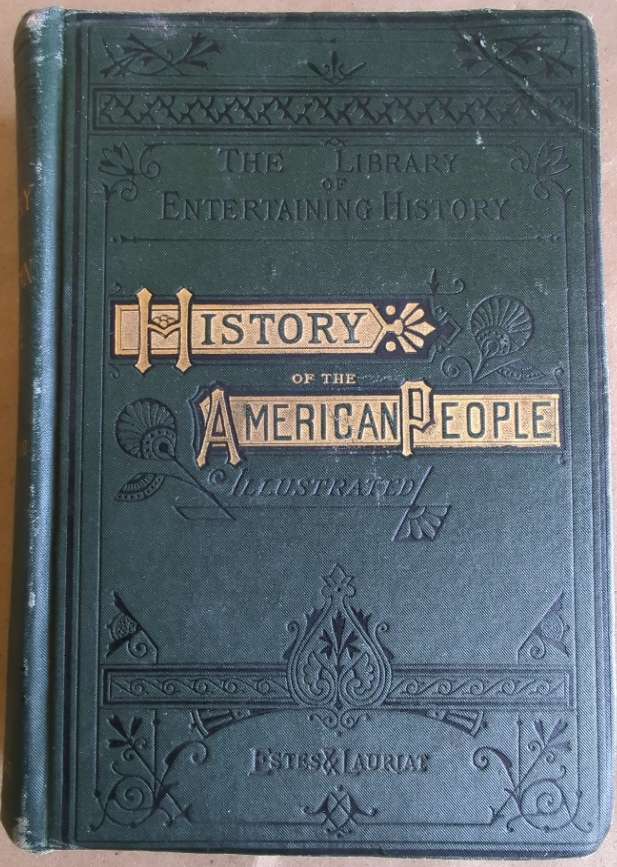 THE LIBRARY
OF
ENTERTAINING HISTORY
HISTORY
OF THE
AMERICAN PEOPLE
ILLUSTRATED
ESTES & LAURIAT